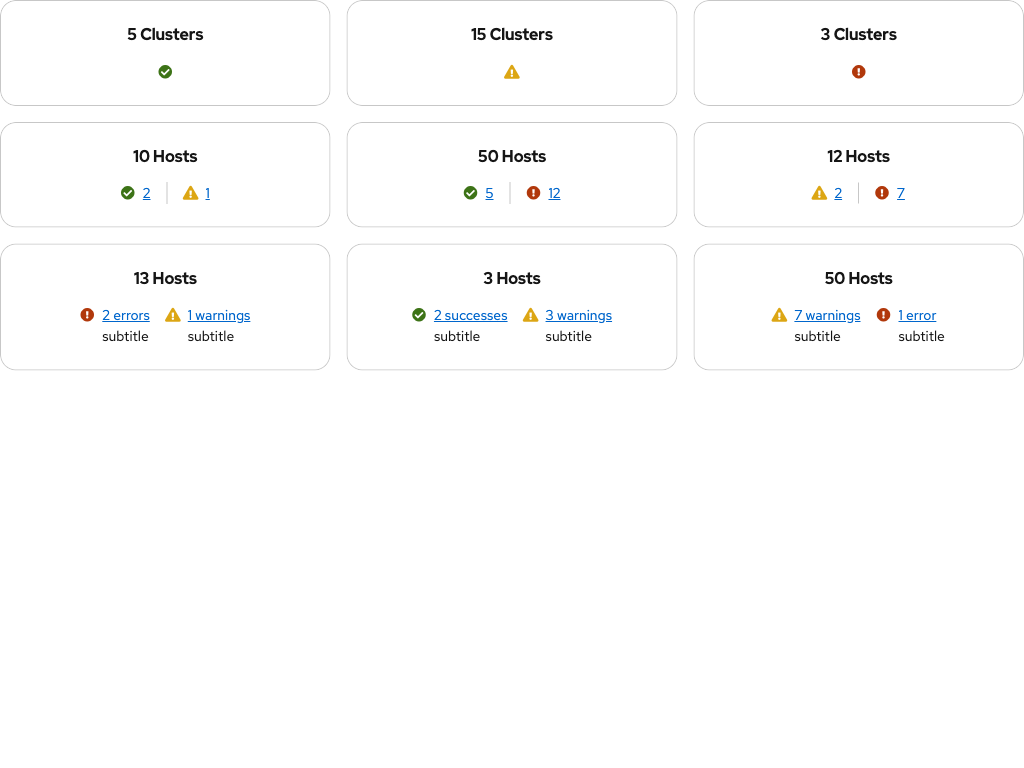 5 Clusters
15 Clusters
3 Clusters
10 Hosts
2 1
50 Hosts
5 12
12 Hosts
2 7
13 Hosts
2 errors 1 warnings
subtitle subtitle
3 Hosts
2 successes 3 warnings
subtitle subtitle
50 Hosts
7 warnings 1 error
subtitle subtitle